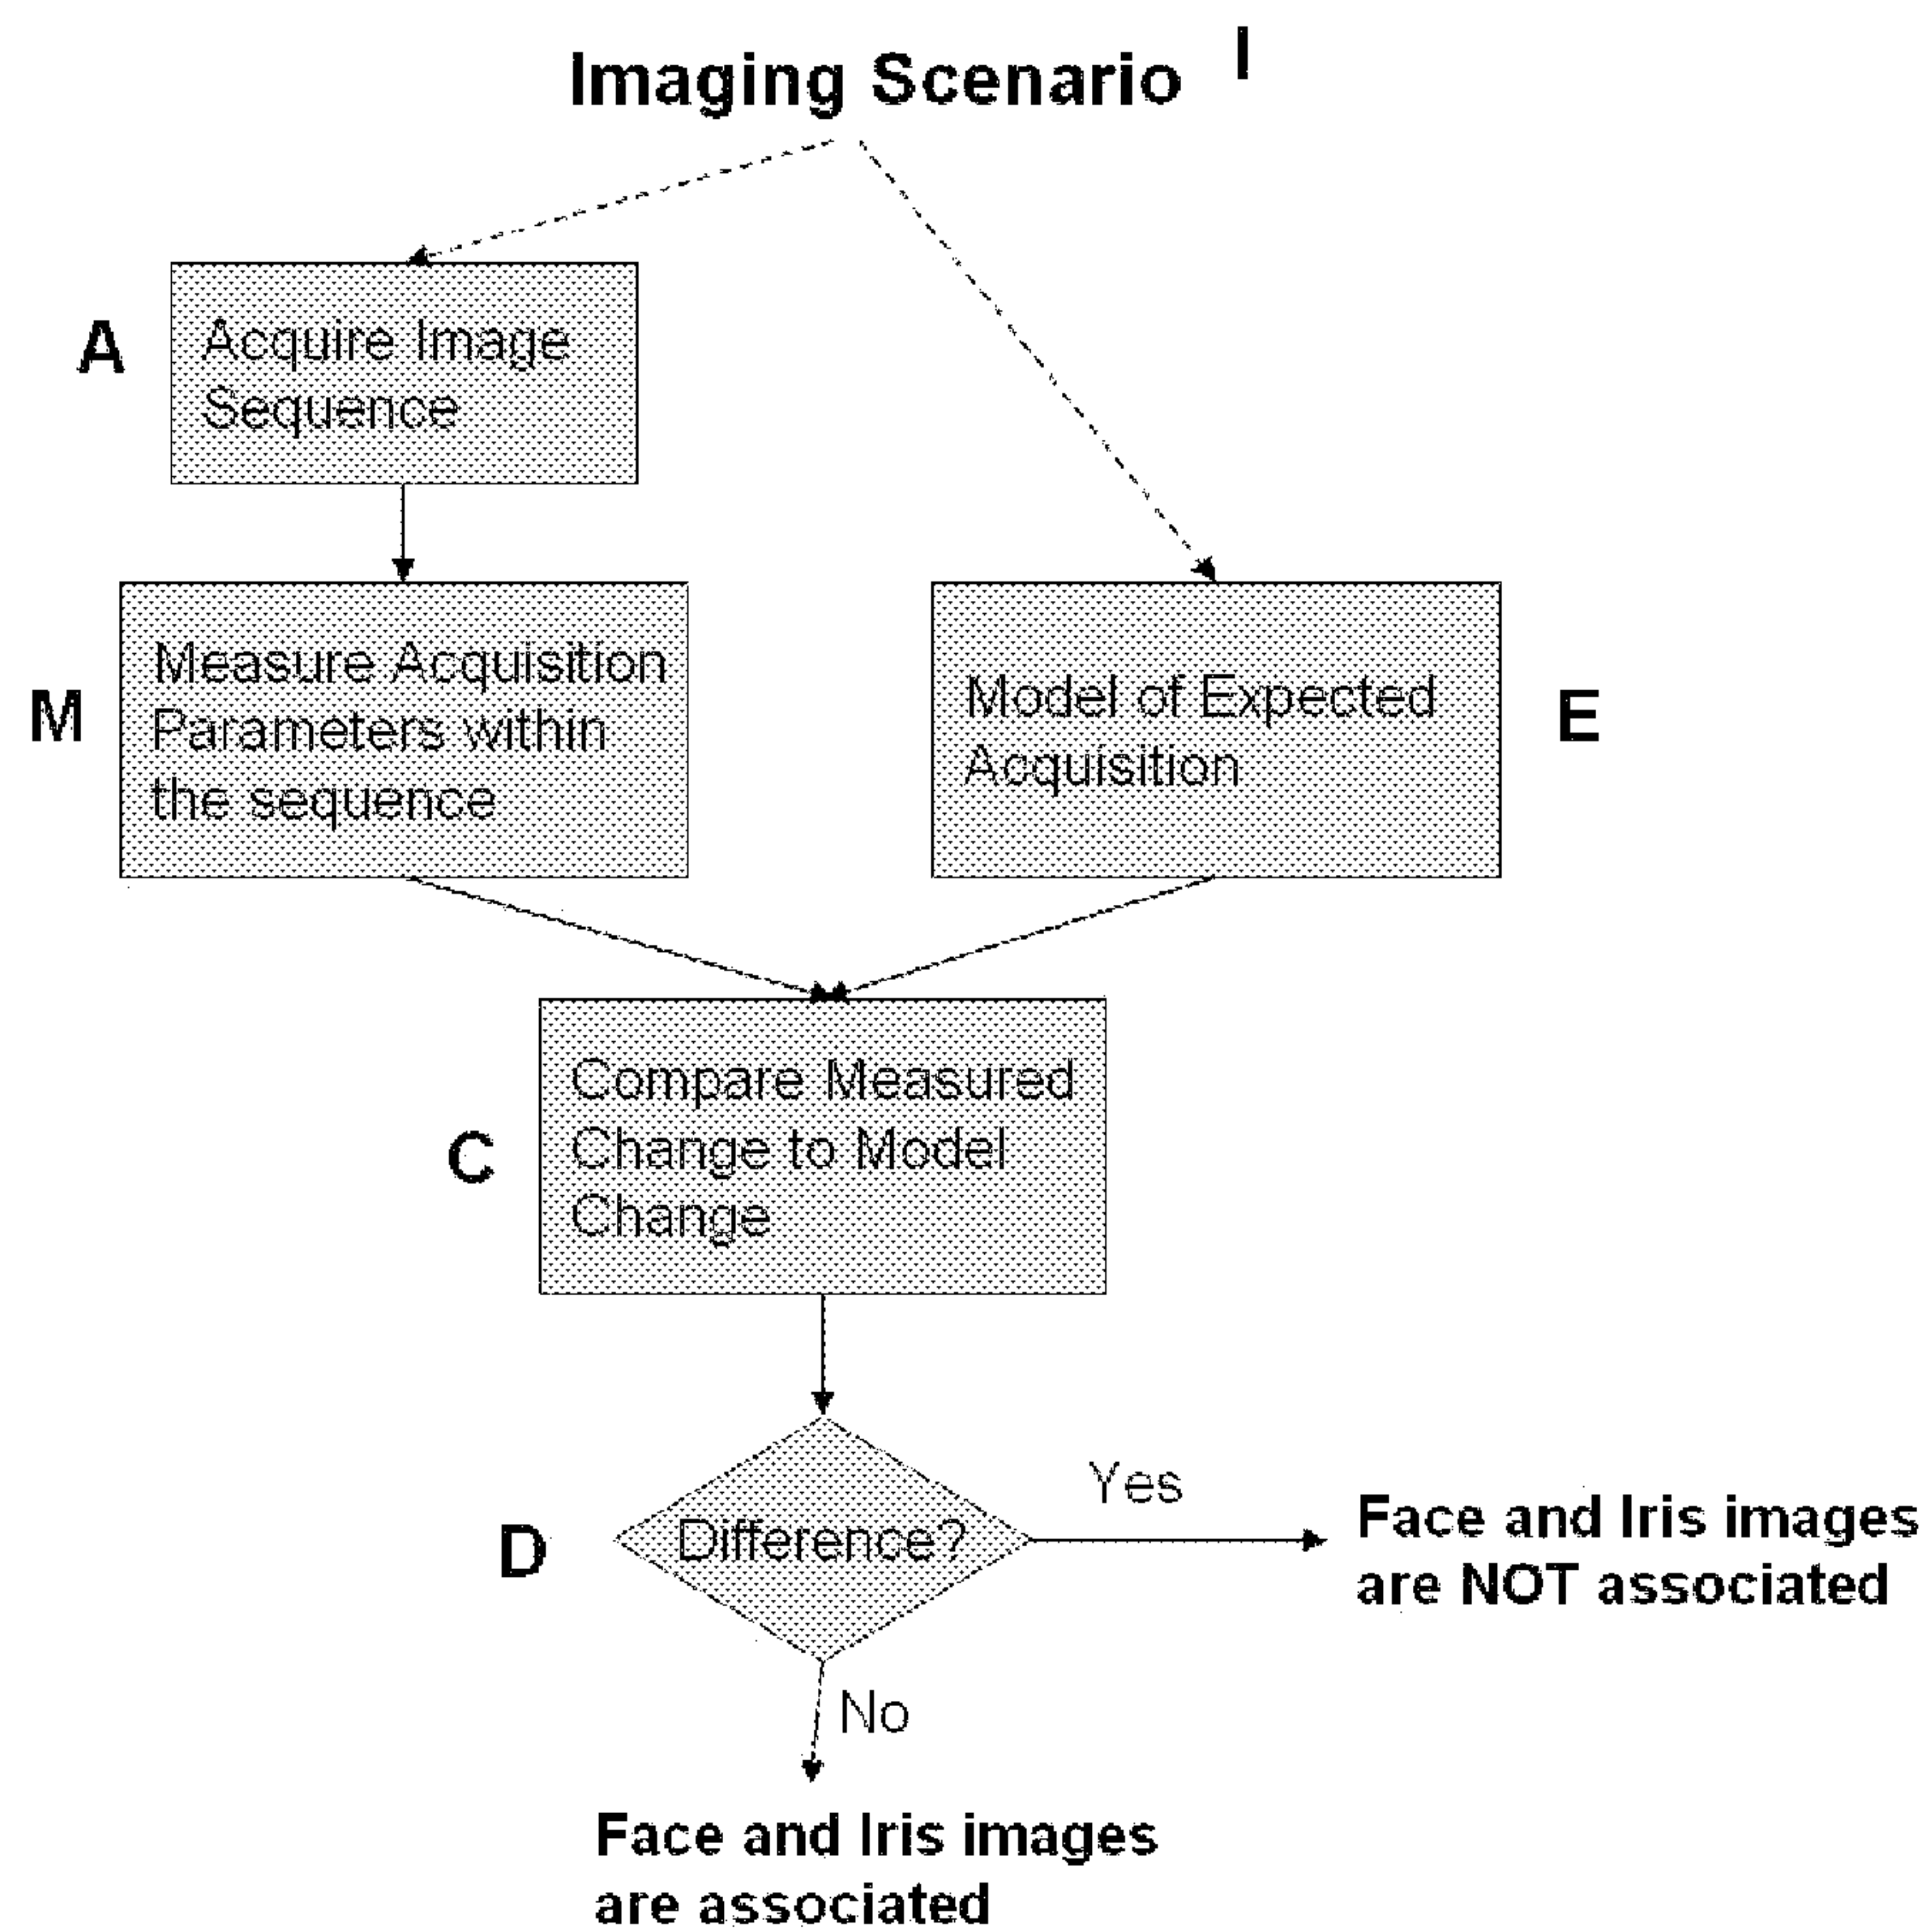 Imaging Scenario I
A
Acquire Image
Sequence
M
Measure Acquisition
Parameters within
the sequence
Model of Expected
Acquisition
E
C
Compare Measured
Change to Model
Change
D
Difference?
Yes
Face and Iris images
are NOT associated
No
Face and Iris images
are associated